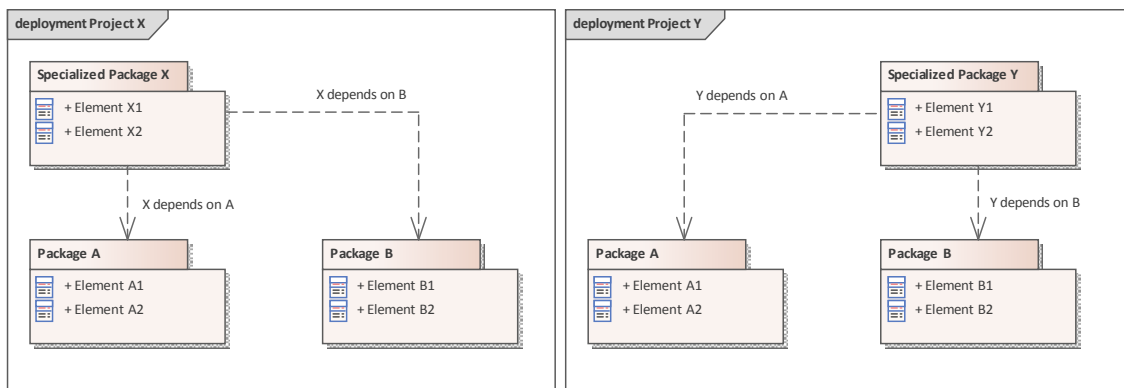 deployment Project X
Specialized Package X
+ Element X1
+ Element X2
X depends on B
X depends on A
Package A
+ Element A1
+ Element A2
Package B
+ Element B1
+ Element B2
deployment Project Y
Specialized Package Y
+ Element Y1
+ Element Y2
Y depends on A
Y depends on B
Package A
+ Element A1
+ Element A2
Package B
+ Element B1
+ Element B2